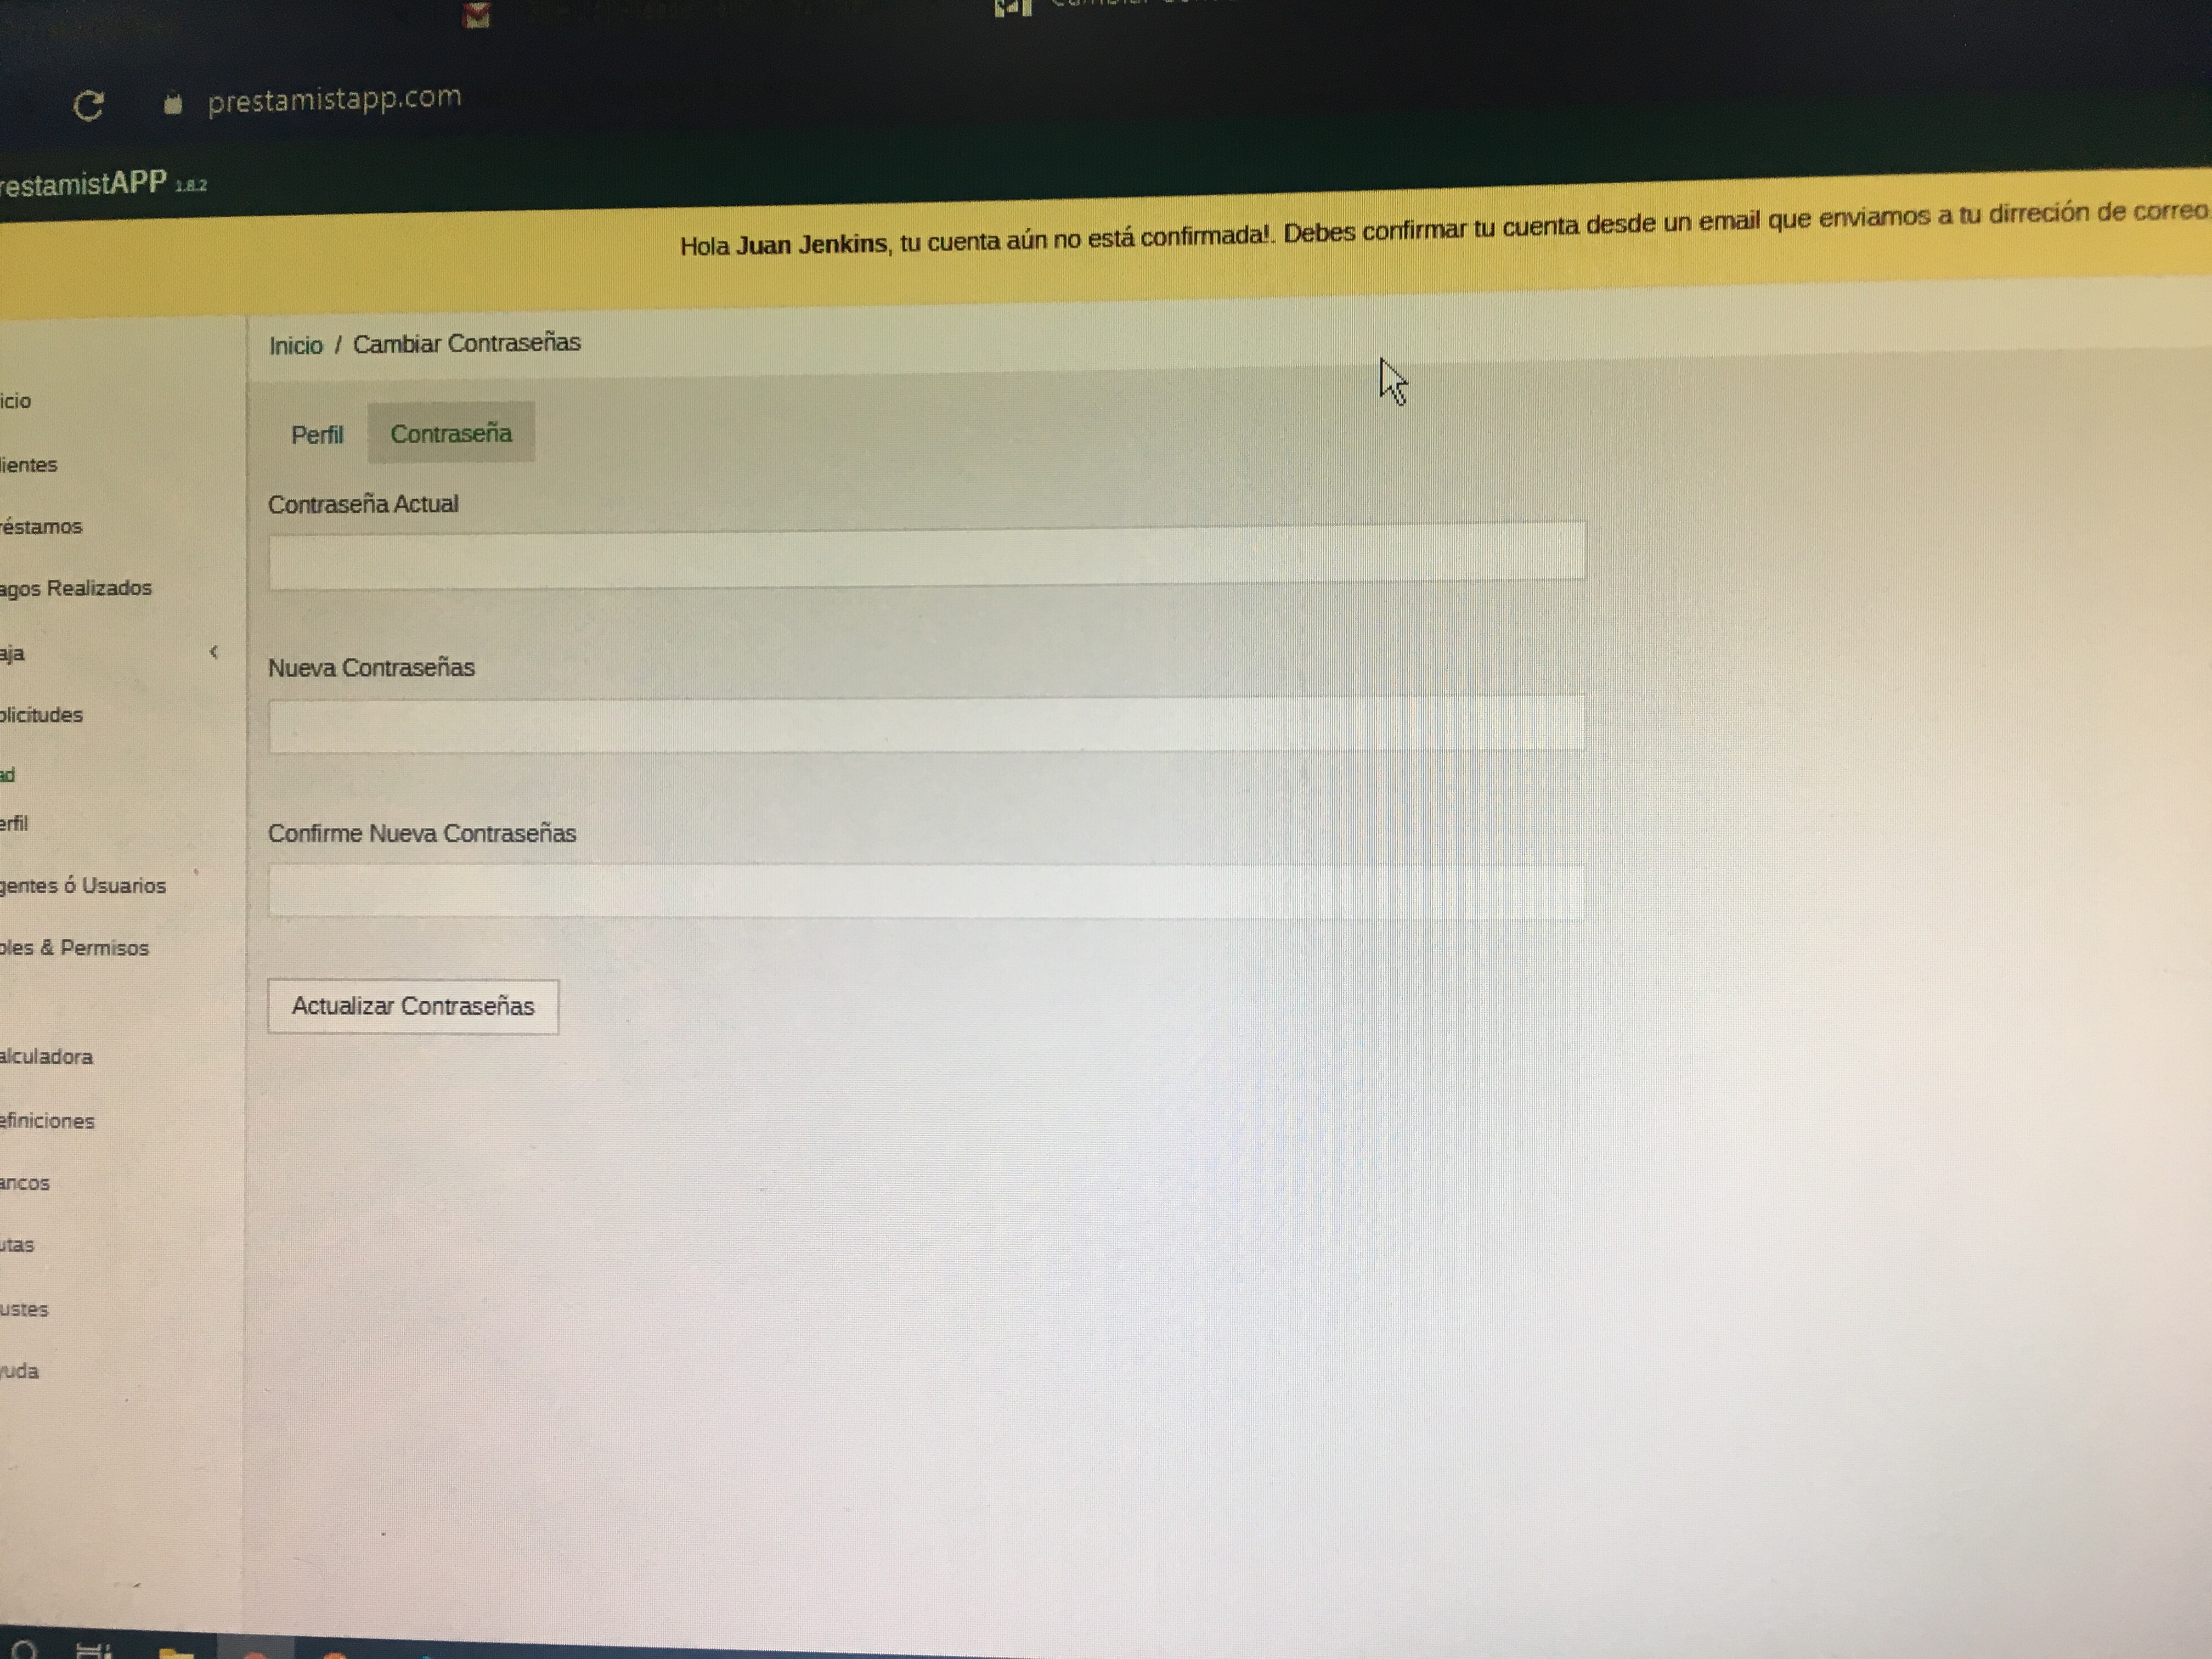 prestamistapp.com
restamistAPP 1.8.2
Hola Juan Jenkins, tu cuenta aún no está confirmada!. Debes confirmar tu cuenta desde un email que enviamos a tu dirreción de correo
Inicio / Cambiar Contraseñas
Perfil Contraseña
Contraseña Actual
Nueva Contraseñas
Confirme Nueva Contraseñas
Actualizar Contraseñas
icio
lientes
réstamos
agos Realizados
aja
olicitudes
ad
erfil
gentes ó Usuarios
oles & Permisos
alculadora
efiniciones
ancos
utas
ustes
yuda